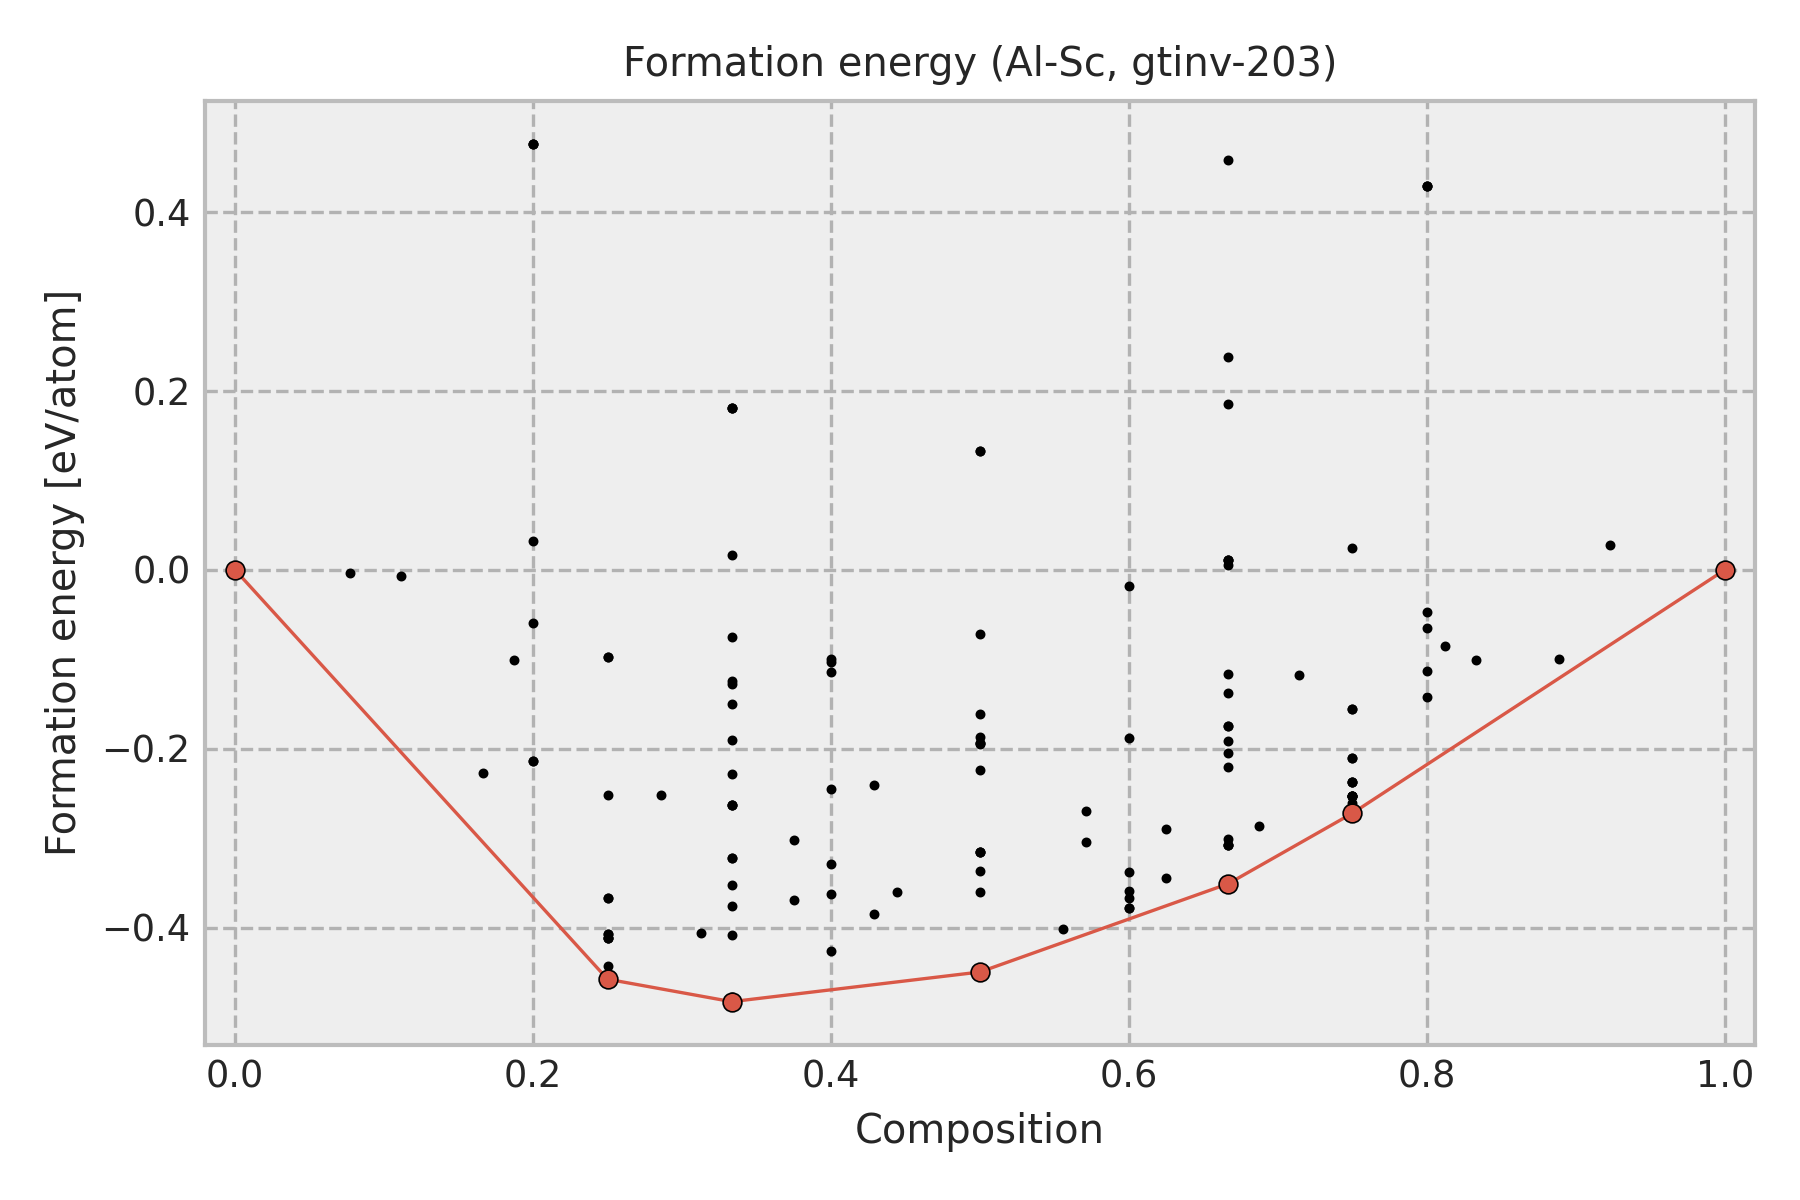 Formation energy (Al-Sc, gtinv-203)
Formation energy [eV/atom]
0.4
0.2
0.0
−0.2
−0.4
0.0 0.2 0.4 0.6 0.8 1.0
Composition